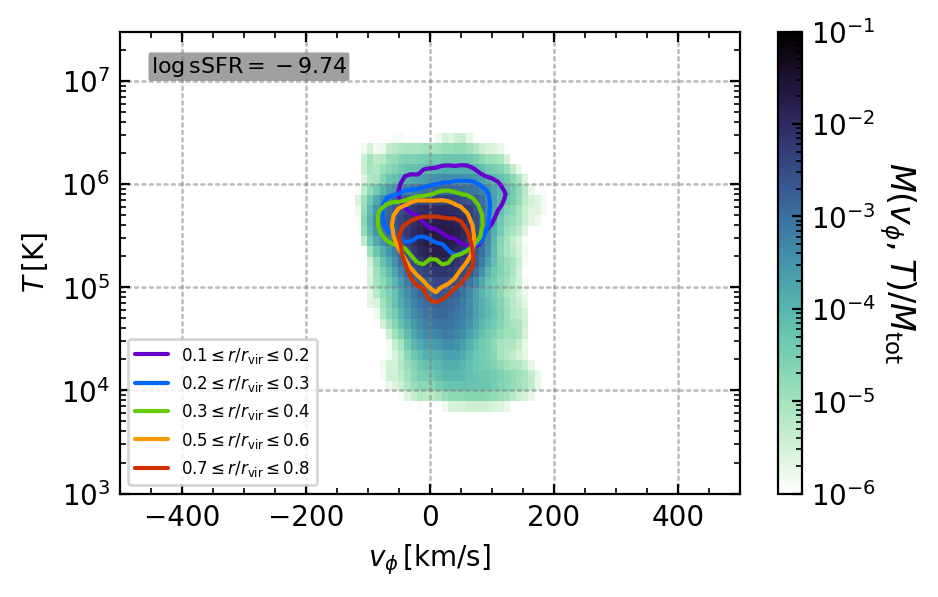 log sSFR = − 9.74
10⁷
10⁶
10⁵
10⁴
10³
T [K]
0.1 ≤ r/r_vir ≤ 0.2
0.2 ≤ r/r_vir ≤ 0.3
0.3 ≤ r/r_vir ≤ 0.4
0.5 ≤ r/r_vir ≤ 0.6
0.7 ≤ r/r_vir ≤ 0.8
−400 −200 0 200 400
v_ϕ [km/s]
10⁻¹
10⁻²
10⁻³
10⁻⁴
10⁻⁵
10⁻⁶
M(v_ϕ, T)/M_tot